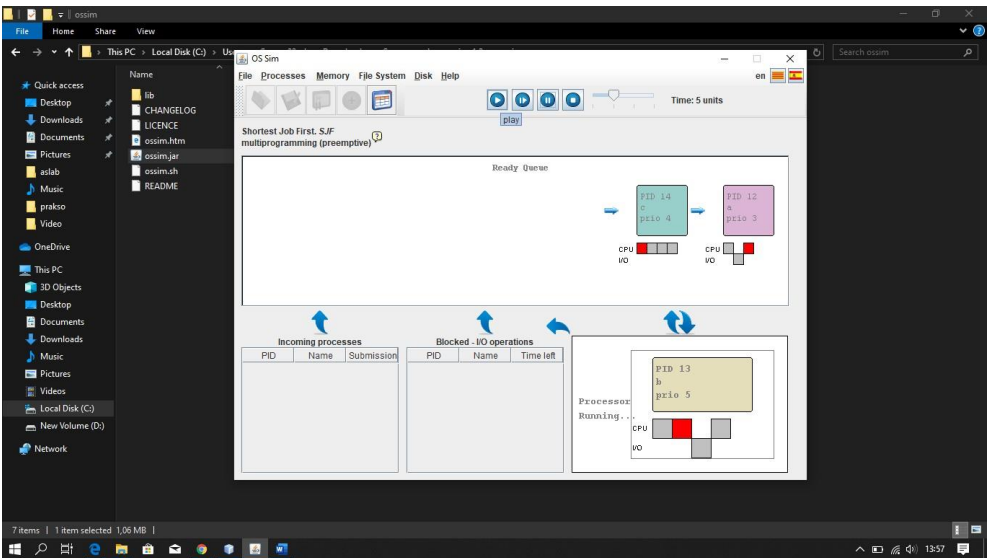 ossim
File Home Share View
This PC > Local Disk (C:) > Us
Search ossim
Quick access
Desktop
Downloads
Documents
Pictures
aslab
Music
prakso
Video
OneDrive
This PC
3D Objects
Desktop
Documents
Downloads
Music
Pictures
Videos
Local Disk (C:)
New Volume (D:)
Network
Name
lib
CHANGELOG
LICENCE
ossim.htm
ossim.jar
ossim.sh
README
OS Sim
File Processes Memory File System Disk Help
en
Time: 5 units
play
Shortest Job First. SJF
multiprogramming (preemptive)
Ready Queue
PID 14
c
prio 4
CPU
I/O
PID 12
a
prio 3
CPU
I/O
Incoming processes
PID Name Submission
Blocked - I/O operations
PID Name Time left
Processor
Running...
PID 13
b
prio 5
CPU
I/O
7 items 1 item selected 1,06 MB
13:57